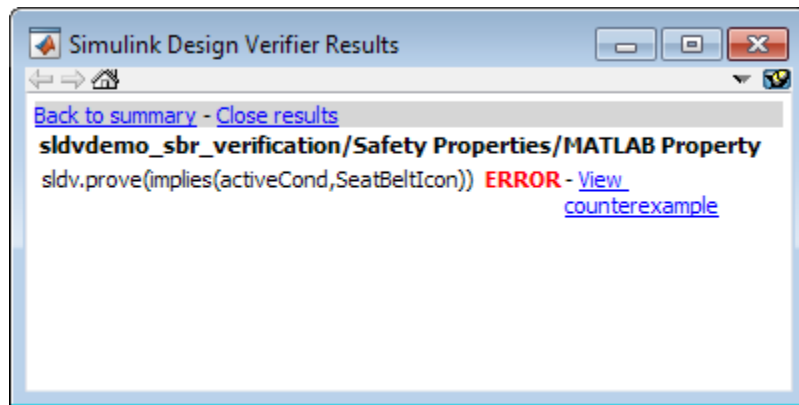 Simulink Design Verifier Results
Back to summary - Close results
sldvdemo_sbr_verification/Safety Properties/MATLAB Property
sldv.prove(implies(activeCond,SeatBeltIcon)) ERROR - View
counterexample